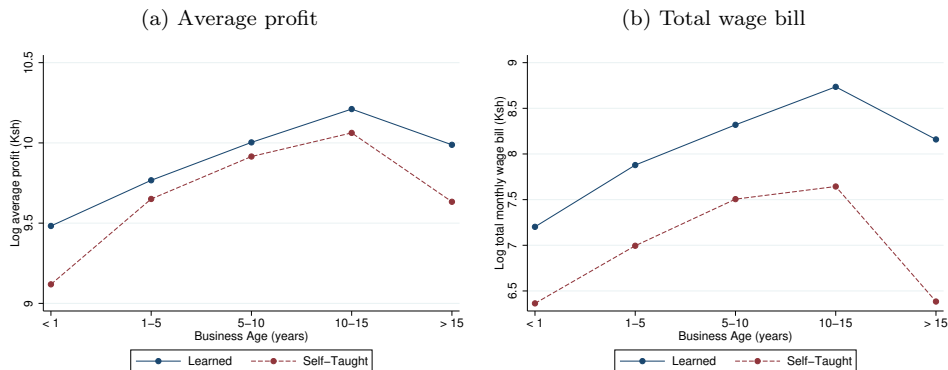 (a) Average profit
Log average profit (Ksh)
10.5
10
9.5
9
< 1
1–5
5–10
10–15
> 15
Business Age (years)
Learned
Self–Taught
(b) Total wage bill
Log total monthly wage bill (Ksh)
9
8.5
8
7.5
7
6.5
< 1
1–5
5–10
10–15
> 15
Business Age (years)
Learned
Self–Taught